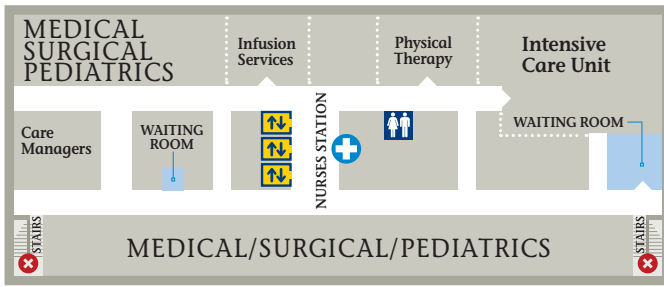 MEDICAL
SURGICAL
PEDIATRICS
Infusion
Services
Physical
Therapy
Intensive
Care Unit
Care
Managers
WAITING
ROOM
NURSES STATION
WAITING ROOM
STAIRS
MEDICAL/SURGICAL/PEDIATRICS
STAIRS